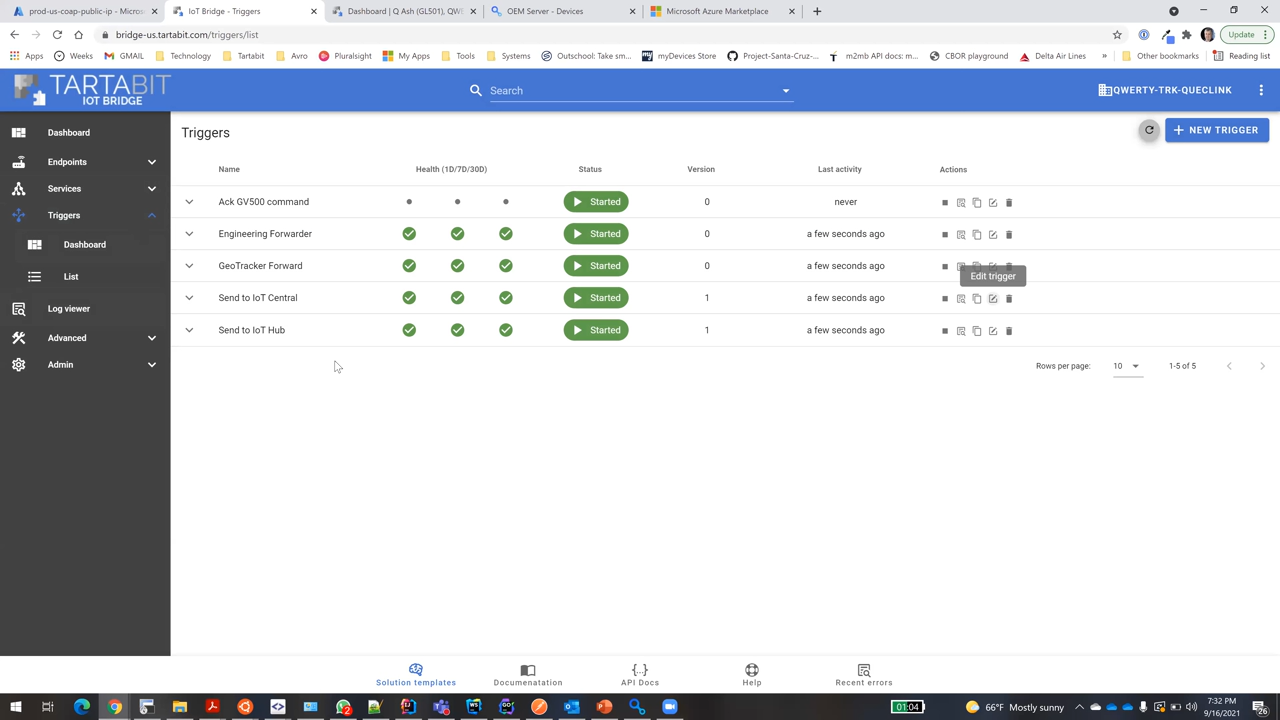 prod-us-coap-public-ip - Micros
IoT Bridge - Triggers
Dashboard | Q Ash (GL501), QWE
OEM Server - Devices
Microsoft Azure Marketplace
bridge-us.tartabit.com/triggers/list
Update
Apps
Weeks
GMAIL
Technology
Tartabit
Avro
Pluralsight
My Apps
Tools
Systems
Outschool: Take sm...
myDevices Store
Project-Santa-Cruz-...
m2mb API docs: m...
CBOR playground
Delta Air Lines
»
Other bookmarks
Reading list
TARTABIT
IOT BRIDGE
Search
QWERTY-TRK-QUECLINK
Dashboard
Endpoints
Services
Triggers
Dashboard
List
Log viewer
Advanced
Admin
Triggers
+ NEW TRIGGER
Name Health (1D/7D/30D) Status Version Last activity Actions
Ack GV500 command Started 0 never
Engineering Forwarder Started 0 a few seconds ago
GeoTracker Forward Started 0 a few seconds ago
Edit trigger
Send to IoT Central Started 1 a few seconds ago
Send to IoT Hub Started 1 a few seconds ago
Rows per page: 10 1-5 of 5
Solution templates
Documenatation
{...}
API Docs
Help
Recent errors
01:04
66°F Mostly sunny
7:32 PM
9/16/2021
26